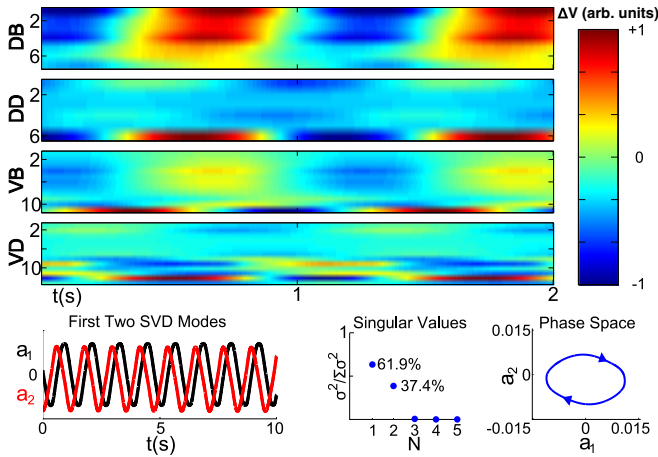 ΔV (arb. units)
DB
2
6
DD
2
6
VB
2
10
VD
2
10
+1
0
-1
t(s)
1
2
First Two SVD Modes
a1
0
a2
0
5
10
t(s)
Singular Values
σ2/Σσ2
1
0
61.9%
37.4%
1 2 3 4 5
N
Phase Space
0.015
a2
0
-0.015
0
0.015
a1